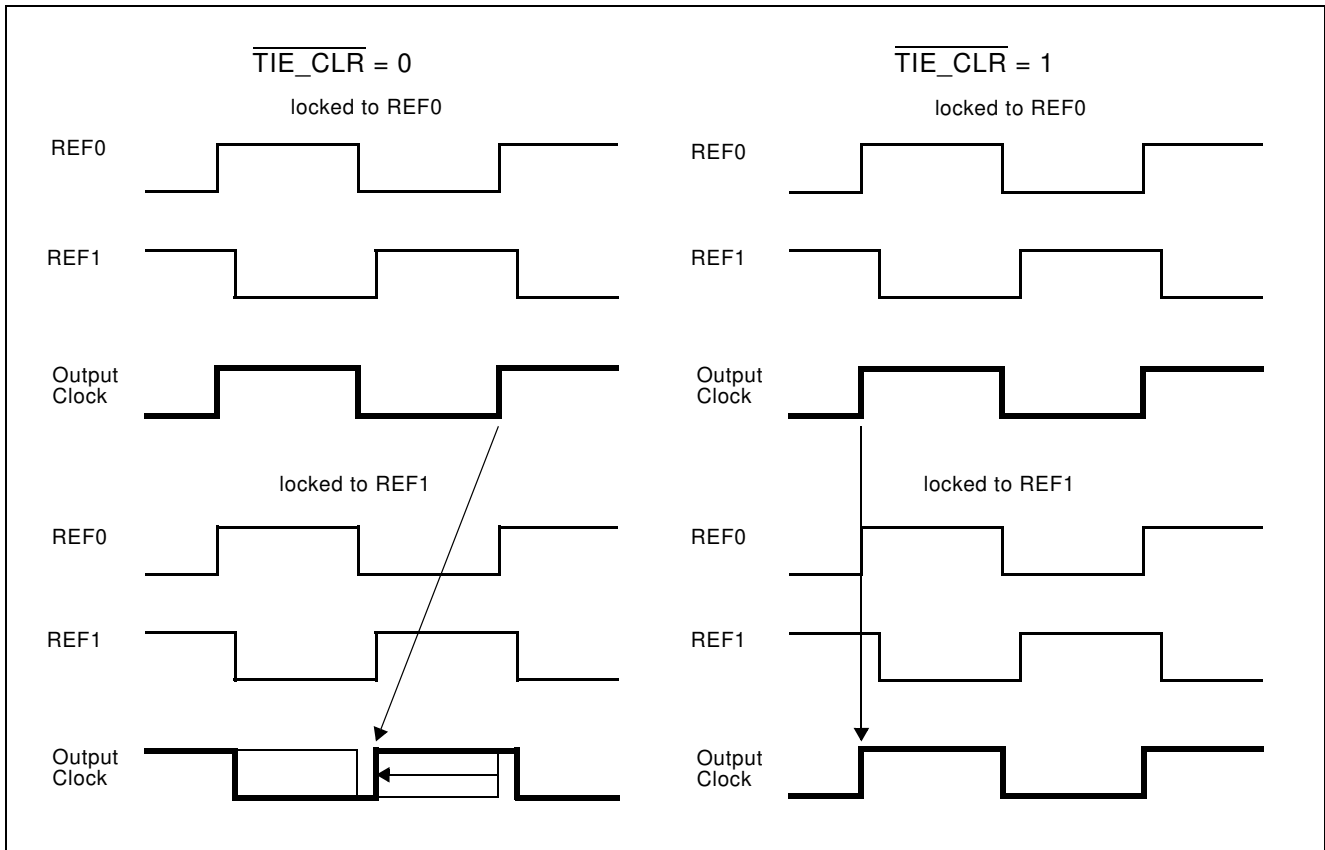 TIE_CLR = 0
locked to REF0
REF0
REF1
Output
Clock
locked to REF1
REF0
REF1
Output
Clock
TIE_CLR = 1
locked to REF0
REF0
REF1
Output
Clock
locked to REF1
REF0
REF1
Output
Clock